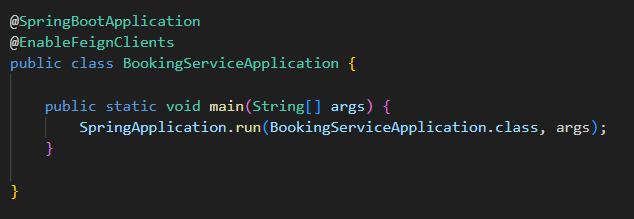 @SpringBootApplication
@EnableFeignClients
public class BookingServiceApplication {
    public static void main(String[] args) {
        SpringApplication.run(BookingServiceApplication.class, args);
    }
}